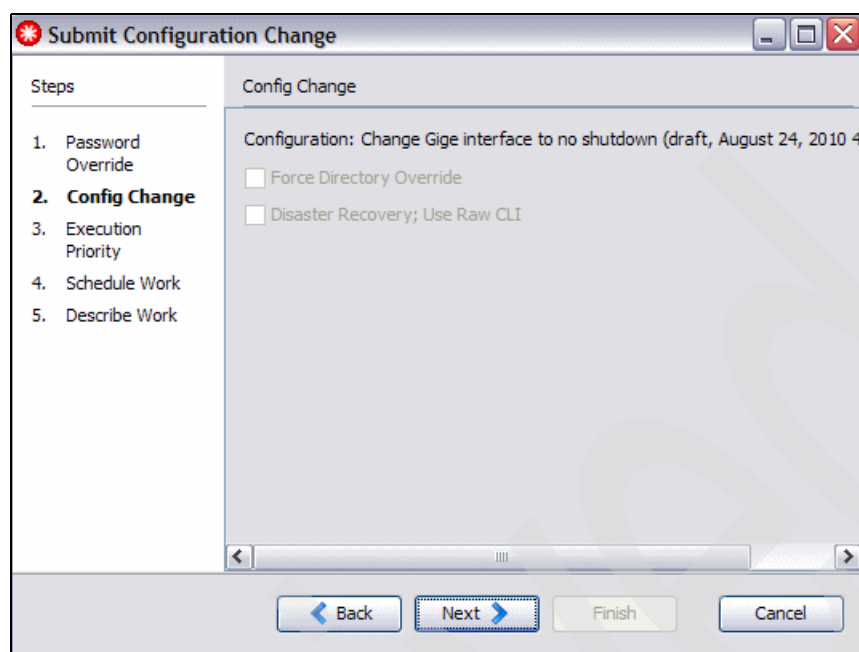 Submit Configuration Change
Steps
1. Password
Override
2. Config Change
3. Execution
Priority
4. Schedule Work
5. Describe Work
Config Change
Configuration: Change Gige interface to no shutdown (draft, August 24, 2010 4
Force Directory Override
Disaster Recovery; Use Raw CLI
Back
Next
Finish
Cancel